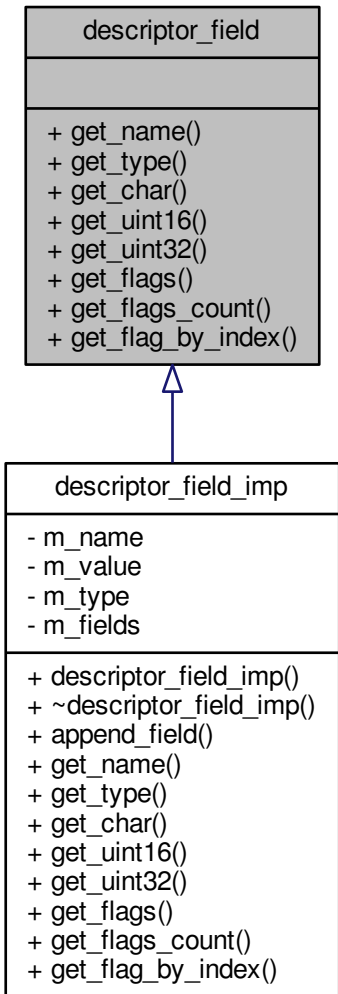 descriptor_field
+ get_name()
+ get_type()
+ get_char()
+ get_uint16()
+ get_uint32()
+ get_flags()
+ get_flags_count()
+ get_flag_by_index()
descriptor_field_imp
- m_name
- m_value
- m_type
- m_fields
+ descriptor_field_imp()
+ ~descriptor_field_imp()
+ append_field()
+ get_name()
+ get_type()
+ get_char()
+ get_uint16()
+ get_uint32()
+ get_flags()
+ get_flags_count()
+ get_flag_by_index()